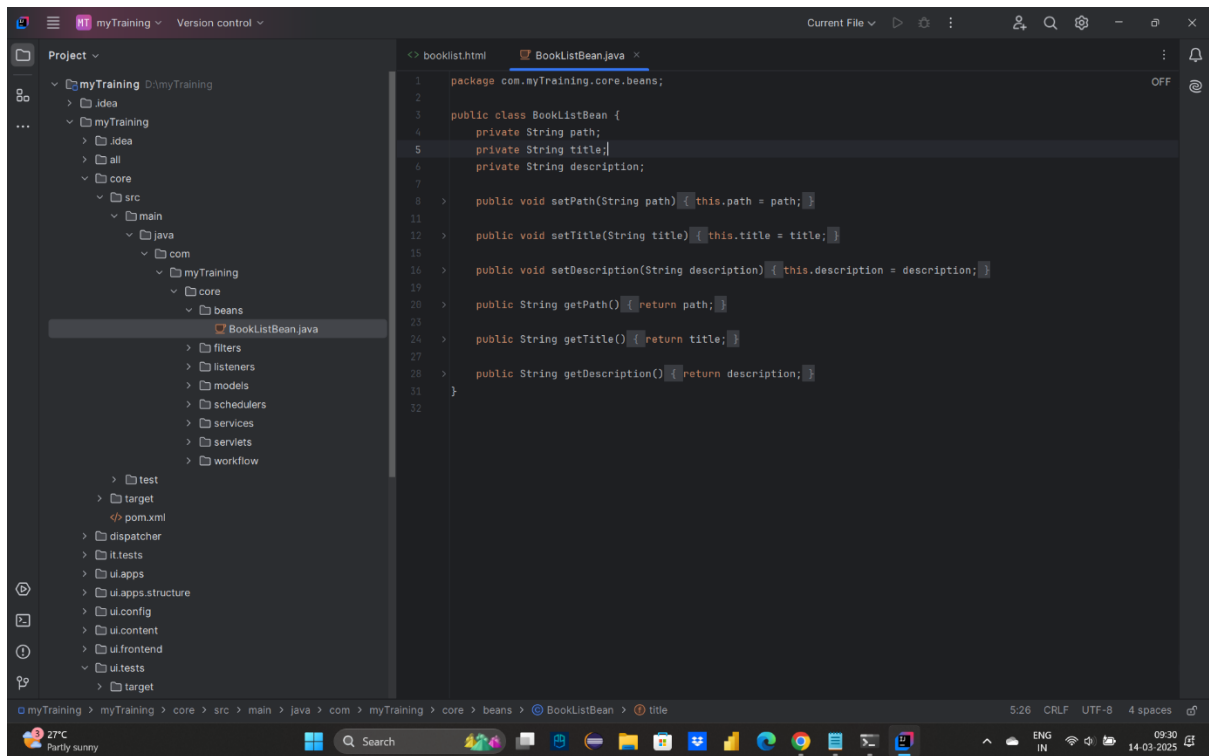 MT myTraining Version control Current File
Project
booklist.html BookListBean.java
OFF
myTraining D:\myTraining
.idea
myTraining
.idea
all
core
src
main
java
com
myTraining
core
beans
BookListBean.java
filters
listeners
models
schedulers
services
servlets
workflow
test
target
pom.xml
dispatcher
it.tests
ui.apps
ui.apps.structure
ui.config
ui.content
ui.frontend
ui.tests
target
1 package com.myTraining.core.beans;
2
3 public class BookListBean {
4 private String path;
5 private String title;
6 private String description;
7
8 public void setPath(String path) { this.path = path; }
11
12 public void setTitle(String title) { this.title = title; }
15
16 public void setDescription(String description) { this.description = description; }
19
20 public String getPath() { return path; }
23
24 public String getTitle() { return title; }
27
28 public String getDescription() { return description; }
31 }
32
myTraining > myTraining > core > src > main > java > com > myTraining > core > beans > BookListBean > title 5:26 CRLF UTF-8 4 spaces
3 27°C
Partly sunny
Search
ENG
IN
09:30
14-03-2025